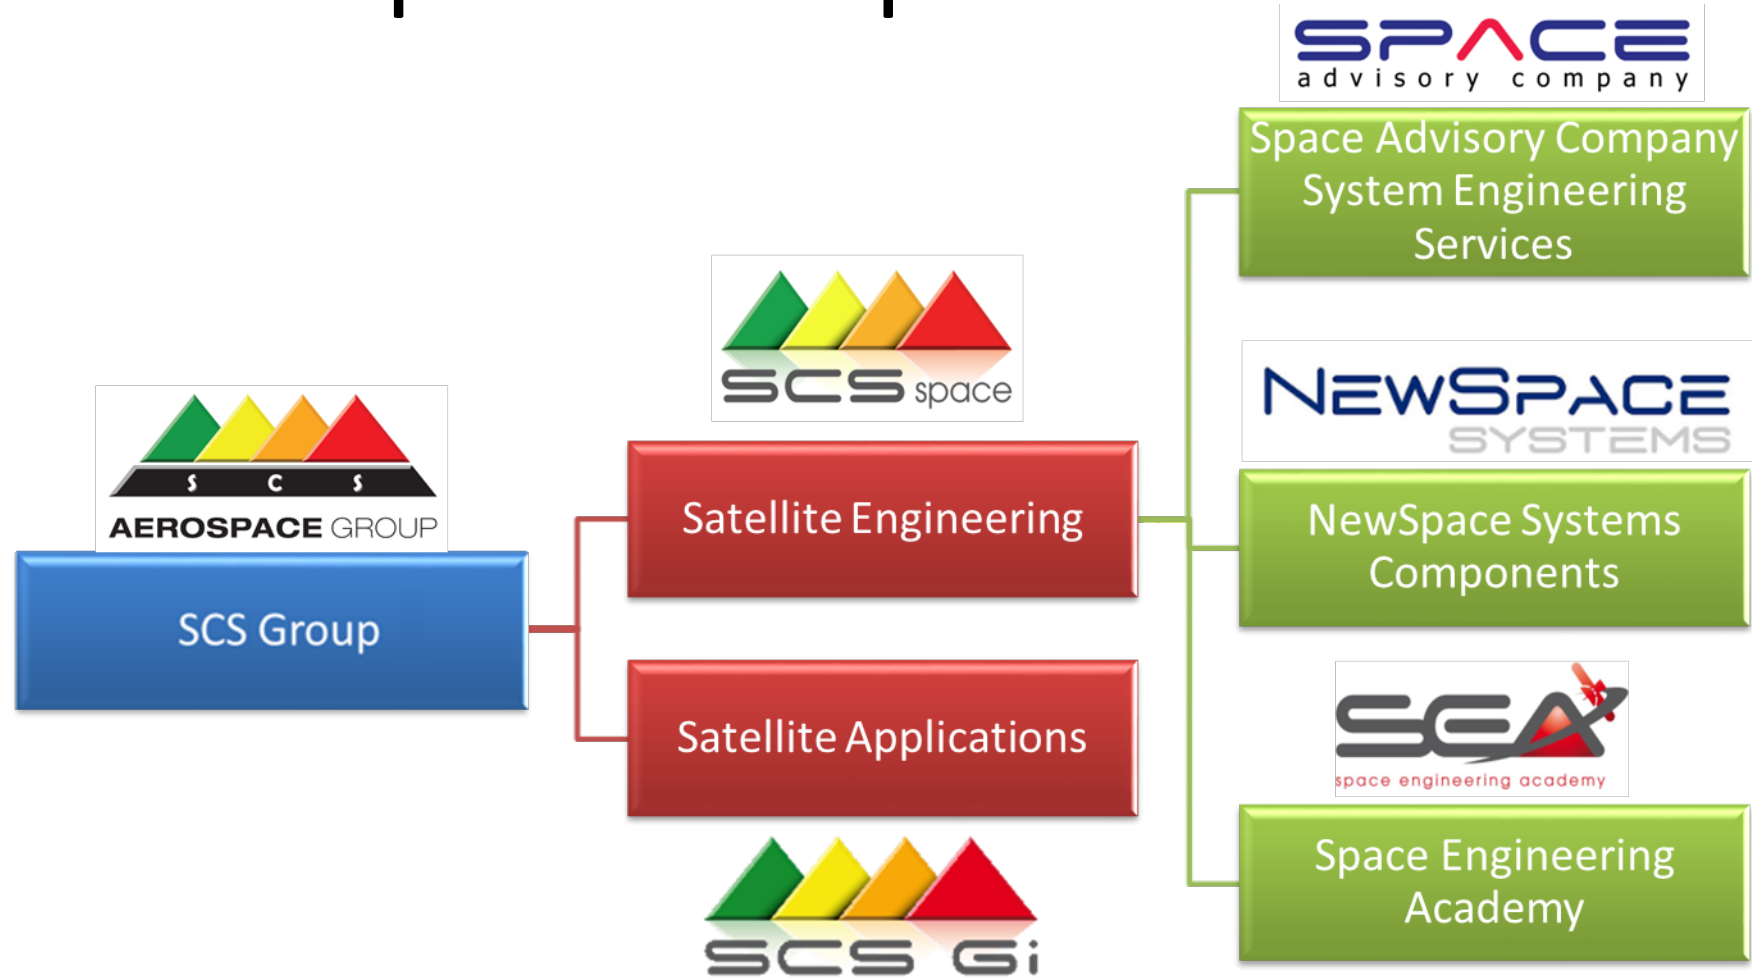 SPACE
advisory company
Space Advisory Company
System Engineering
Services
SCS space
NEWSPACE
SYSTEMS
S C S
AEROSPACE GROUP
Satellite Engineering
NewSpace Systems
Components
SCS Group
SEA
space engineering academy
Satellite Applications
Space Engineering
Academy
SCS Gi